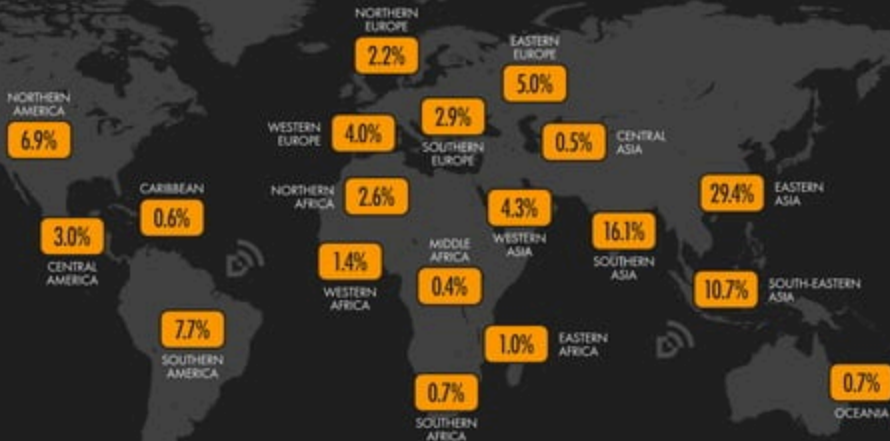 NORTHERN
EUROPE
2.2%
EASTERN
EUROPE
5.0%
NORTHERN
AMERICA
6.9%
WESTERN
EUROPE
4.0%
2.9%
SOUTHERN
EUROPE
0.5%
CENTRAL
ASIA
CARIBBEAN
0.6%
NORTHERN
AFRICA
2.6%
4.3%
WESTERN
ASIA
29.4%
EASTERN
ASIA
3.0%
CENTRAL
AMERICA
16.1%
SOUTHERN
ASIA
1.4%
WESTERN
AFRICA
MIDDLE
AFRICA
0.4%
10.7%
SOUTH-EASTERN
ASIA
7.7%
SOUTHERN
AMERICA
1.0%
EASTERN
AFRICA
0.7%
SOUTHERN
AFRICA
0.7%
OCEANIA